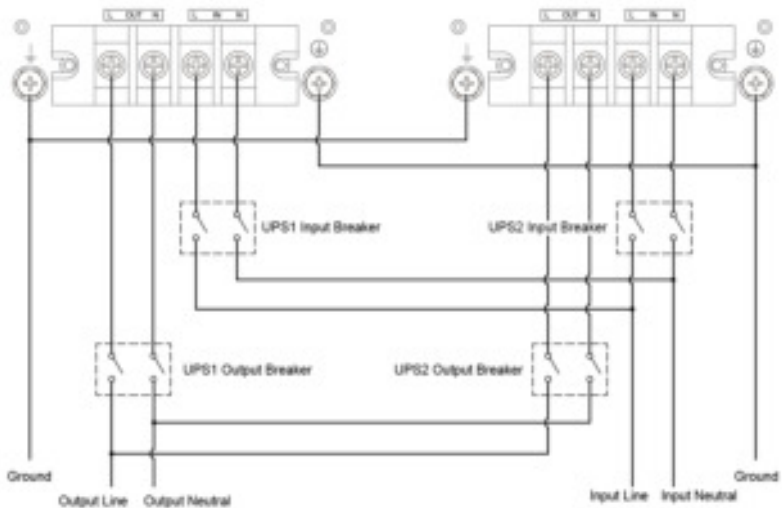 L OUT N L IN N L OUT N L IN N
UPS1 Input Breaker UPS2 Input Breaker
UPS1 Output Breaker UPS2 Output Breaker
Ground Ground
Output Line Output Neutral Input Line Input Neutral